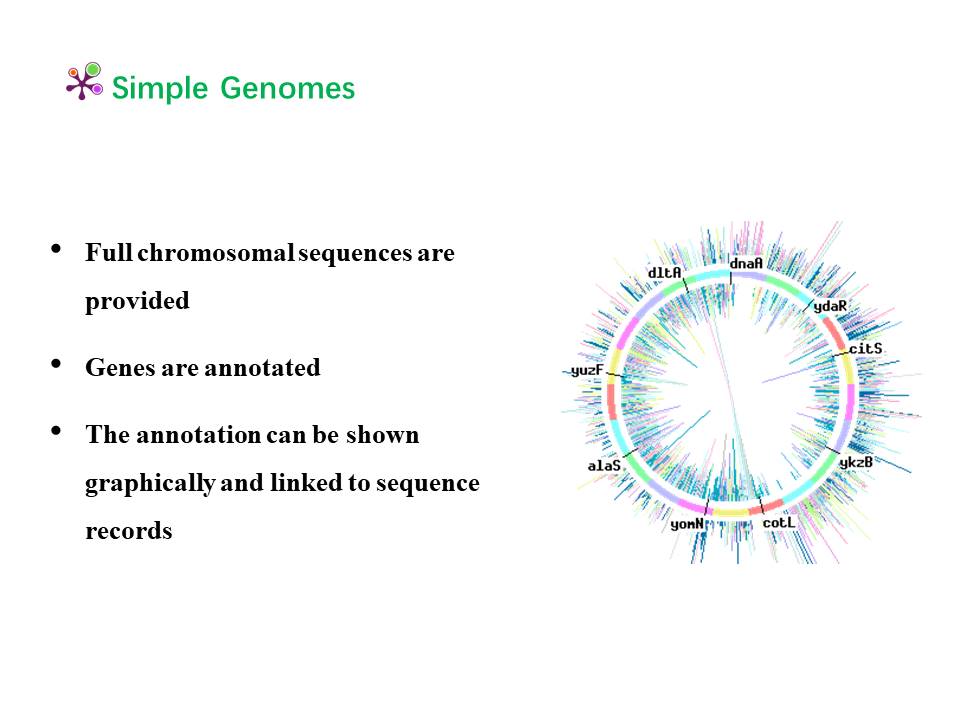 Simple Genomes
• Full chromosomal sequences are
provided
• Genes are annotated
• The annotation can be shown
graphically and linked to sequence
records
dnaA
dltA
ydaR
citS
yuzF
ykzB
alaS
yomN
cotL